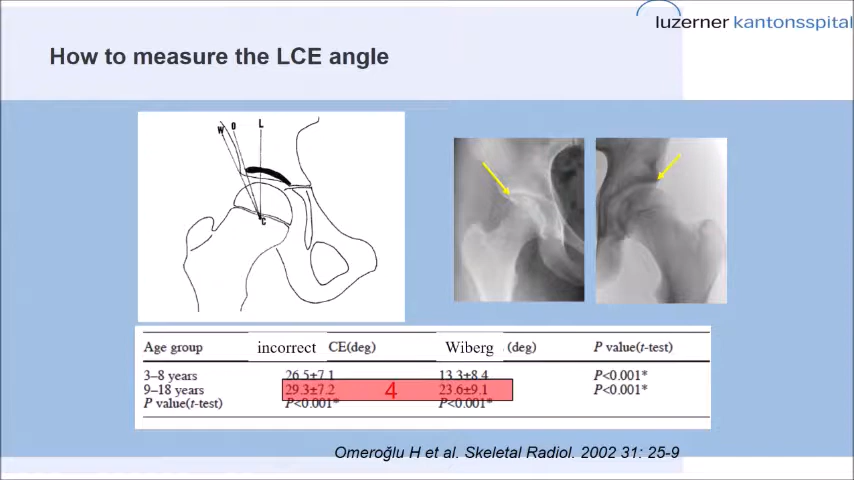 luzerner kantonsspital
How to measure the LCE angle
W O L
C
Age group incorrect CE(deg) Wiberg (deg) P value(t-test)
3–8 years 26.5±7.1 13.3±8.4 P<0.001*
9–18 years 29.3±7.2 4 23.6±9.1 P<0.001*
P value(t-test) P<0.001* P<0.001*
Omeroğlu H et al. Skeletal Radiol. 2002 31: 25-9